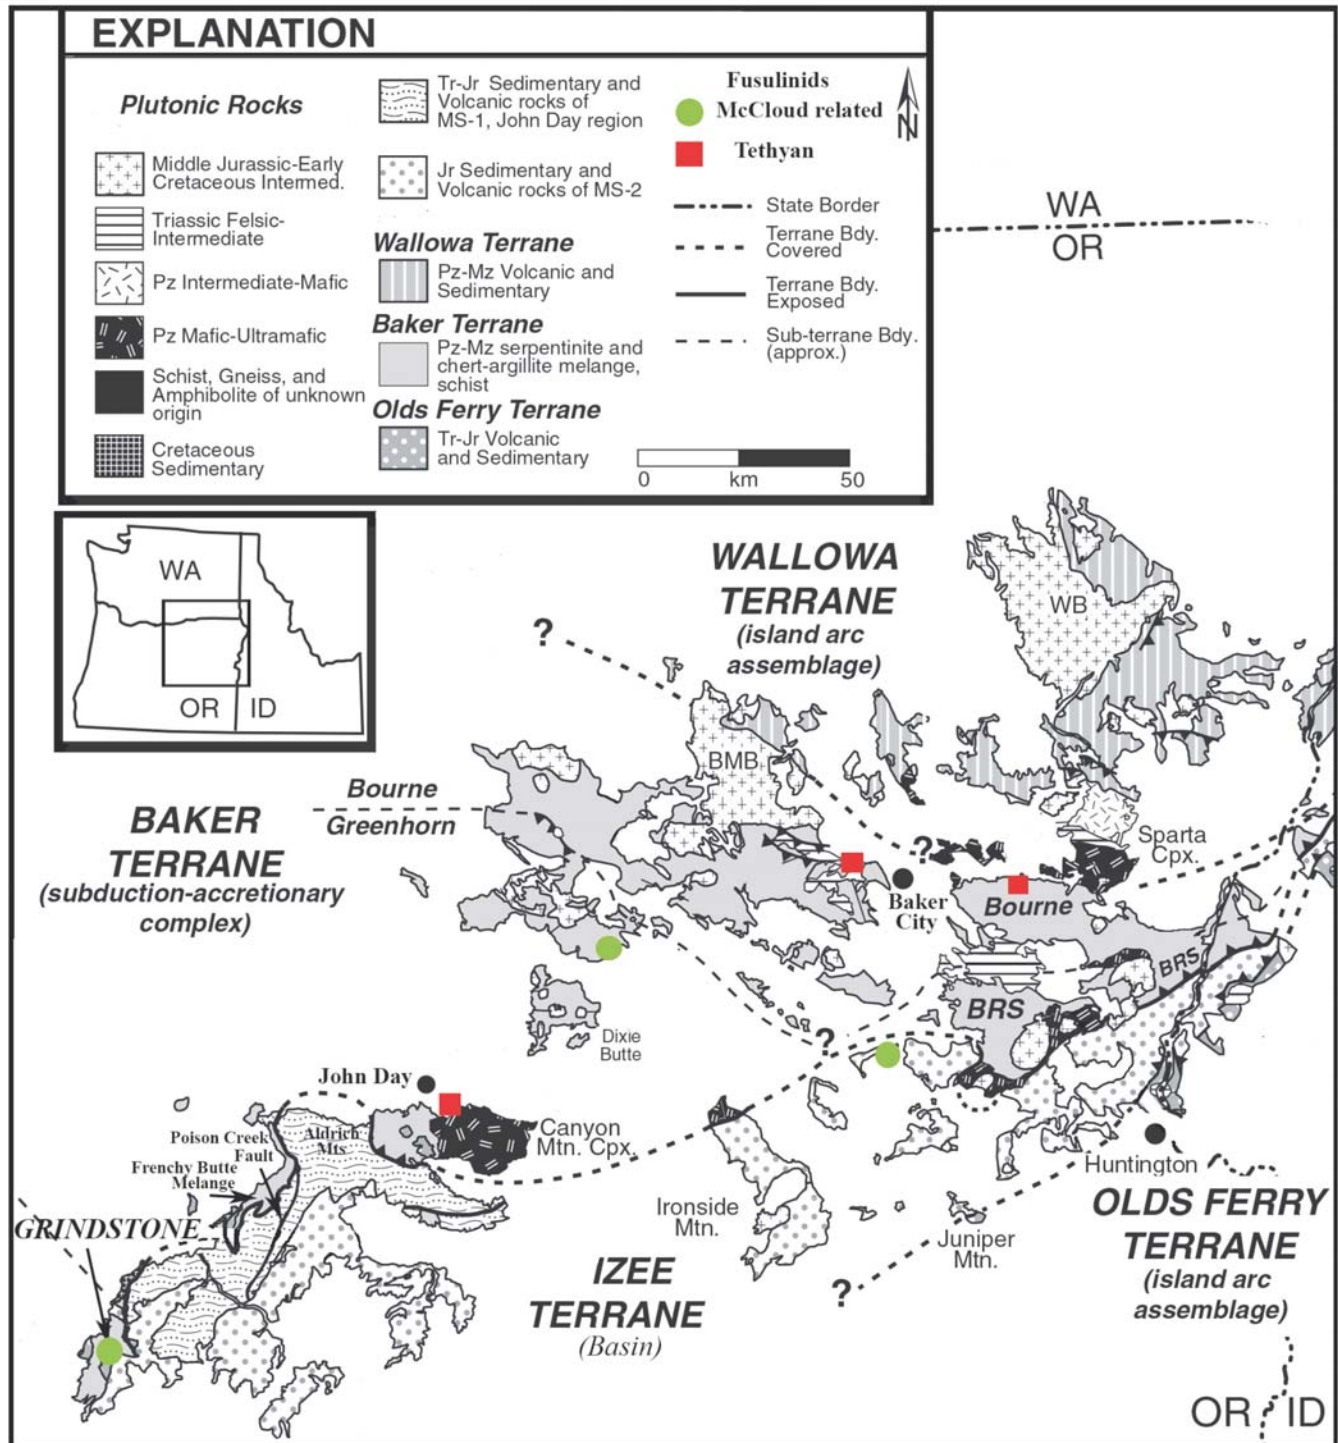 EXPLANATION
Plutonic Rocks
Middle Jurassic-Early
Cretaceous Intermed.
Triassic Felsic-
Intermediate
Pz Intermediate-Mafic
Pz Mafic-Ultramafic
Schist, Gneiss, and
Amphibolite of unknown
origin
Cretaceous
Sedimentary
Tr-Jr Sedimentary and
Volcanic rocks of
MS-1, John Day region
Jr Sedimentary and
Volcanic rocks of MS-2
Wallowa Terrane
Pz-Mz Volcanic and
Sedimentary
Baker Terrane
Pz-Mz serpentinite and
chert-argillite melange,
schist
Olds Ferry Terrane
Tr-Jr Volcanic
and Sedimentary
Fusulinids
McCloud related
Tethyan
N
State Border
Terrane Bdy.
Covered
Terrane Bdy.
Exposed
Sub-terrane Bdy.
(approx.)
0 km 50
WA
OR
WA
OR ID
WALLOWA
TERRANE
(island arc
assemblage)
?
WB
BMB
Bourne
Greenhorn
BAKER
TERRANE
(subduction-accretionary
complex)
?
Sparta
Cpx.
Baker
City
Bourne
BRS
BRS
?
Dixie
Butte
John Day
Canyon
Mtn. Cpx.
Poison Creek
Fault
Aldrich
Mts
Frenchy Butte
Melange
GRINDSTONE
Ironside
Mtn.
Huntington
Juniper
Mtn.
?
IZEE
TERRANE
(Basin)
OLDS FERRY
TERRANE
(island arc
assemblage)
OR ID